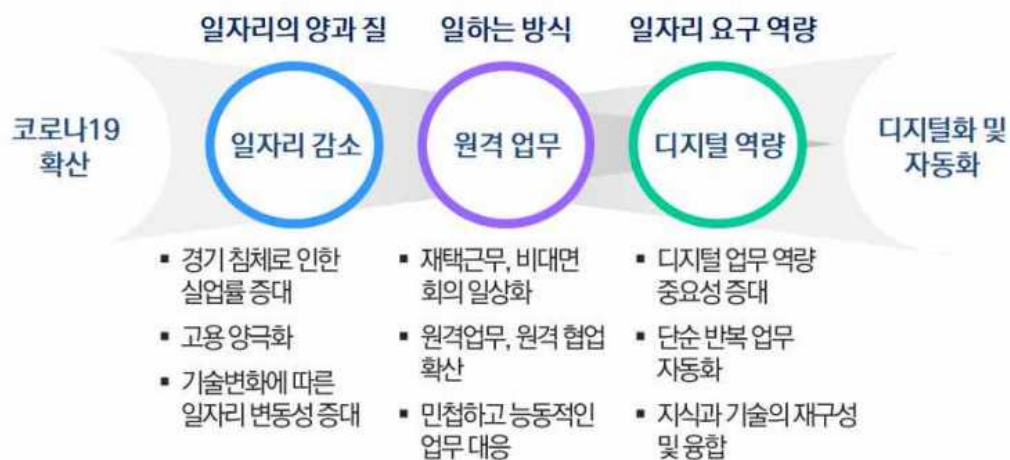 일자리의 양과 질
일하는 방식
일자리 요구 역량
코로나19
확산
일자리 감소
원격 업무
디지털 역량
디지털화 및
자동화
▪ 경기 침체로 인한
실업률 증대
▪ 고용 양극화
▪ 기술변화에 따른
일자리 변동성 증대
▪ 재택근무, 비대면
회의 일상화
▪ 원격업무, 원격 협업
확산
▪ 민첩하고 능동적인
업무 대응
▪ 디지털 업무 역량
중요성 증대
▪ 단순 반복 업무
자동화
▪ 지식과 기술의 재구성
및 융합